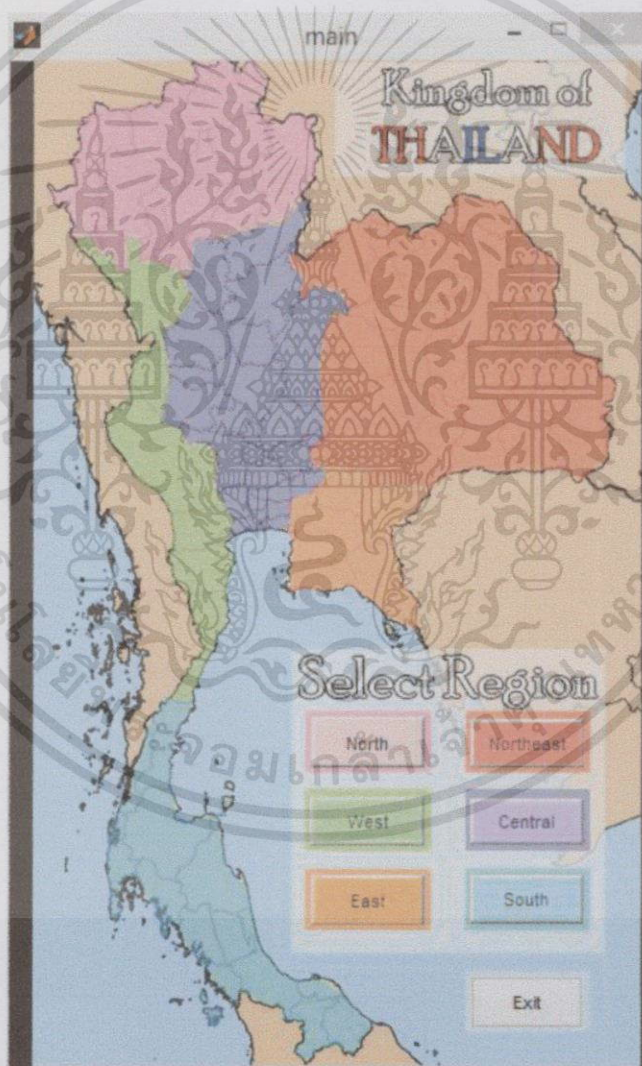 main
Kingdom of
THAILAND
Select Region
North Northeast
West Central
East South
Exit